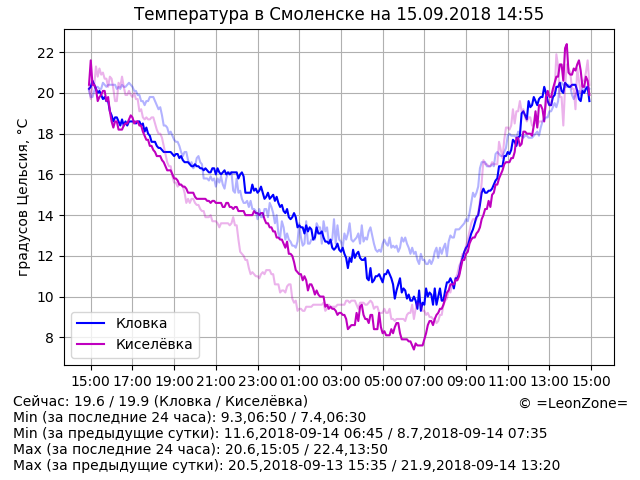 Температура в Смоленске на 15.09.2018 14:55
градусов Цельсия, °C
22
20
18
16
14
12
10
8
Кловка
Киселёвка
15:00 17:00 19:00 21:00 23:00 01:00 03:00 05:00 07:00 09:00 11:00 13:00 15:00
Сейчас: 19.6 / 19.9 (Кловка / Киселёвка)
© =LeonZone=
Min (за последние 24 часа): 9.3,06:50 / 7.4,06:30
Min (за предыдущие сутки): 11.6,2018-09-14 06:45 / 8.7,2018-09-14 07:35
Max (за последние 24 часа): 20.6,15:05 / 22.4,13:50
Max (за предыдущие сутки): 20.5,2018-09-13 15:35 / 21.9,2018-09-14 13:20